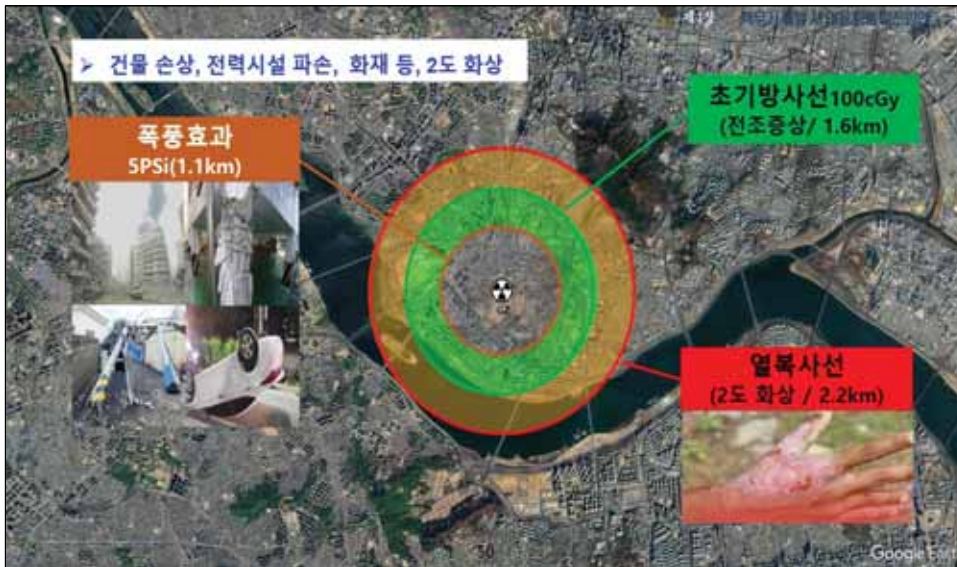 ➢ 건물 손상, 전력시설 파손, 화재 등, 2도 화상
초기방사선100cGy
(전조증상/ 1.6km)
폭풍효과
5PSi(1.1km)
GZ
열복사선
(2도 화상 / 2.2km)
50
Google Earth